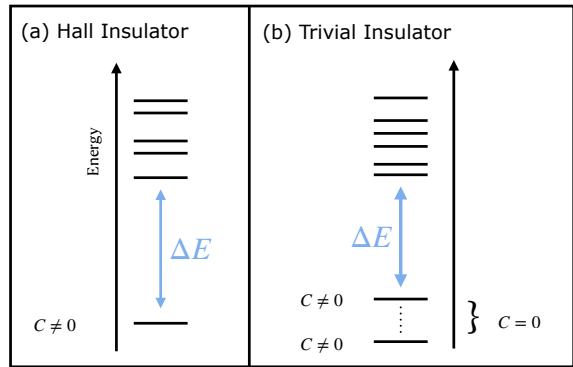 (a) Hall Insulator
Energy
ΔE
C ≠ 0
(b) Trivial Insulator
ΔE
C ≠ 0
C ≠ 0
} C = 0